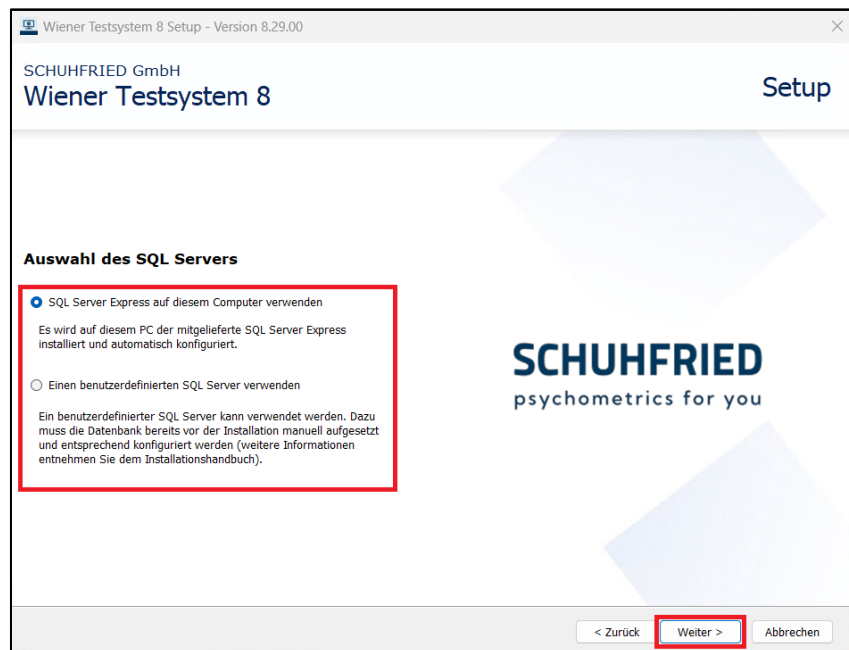 Wiener Testsystem 8 Setup - Version 8.29.00
SCHUHFRIED GmbH
Wiener Testsystem 8
Setup
Auswahl des SQL Servers
SQL Server Express auf diesem Computer verwenden
Es wird auf diesem PC der mitgelieferte SQL Server Express
installiert und automatisch konfiguriert.
Einen benutzerdefinierten SQL Server verwenden
Ein benutzerdefinierter SQL Server kann verwendet werden. Dazu
muss die Datenbank bereits vor der Installation manuell aufgesetzt
und entsprechend konfiguriert werden (weitere Informationen
entnehmen Sie dem Installationshandbuch).
SCHUHFRIED
psychometrics for you
< Zurück
Weiter >
Abbrechen